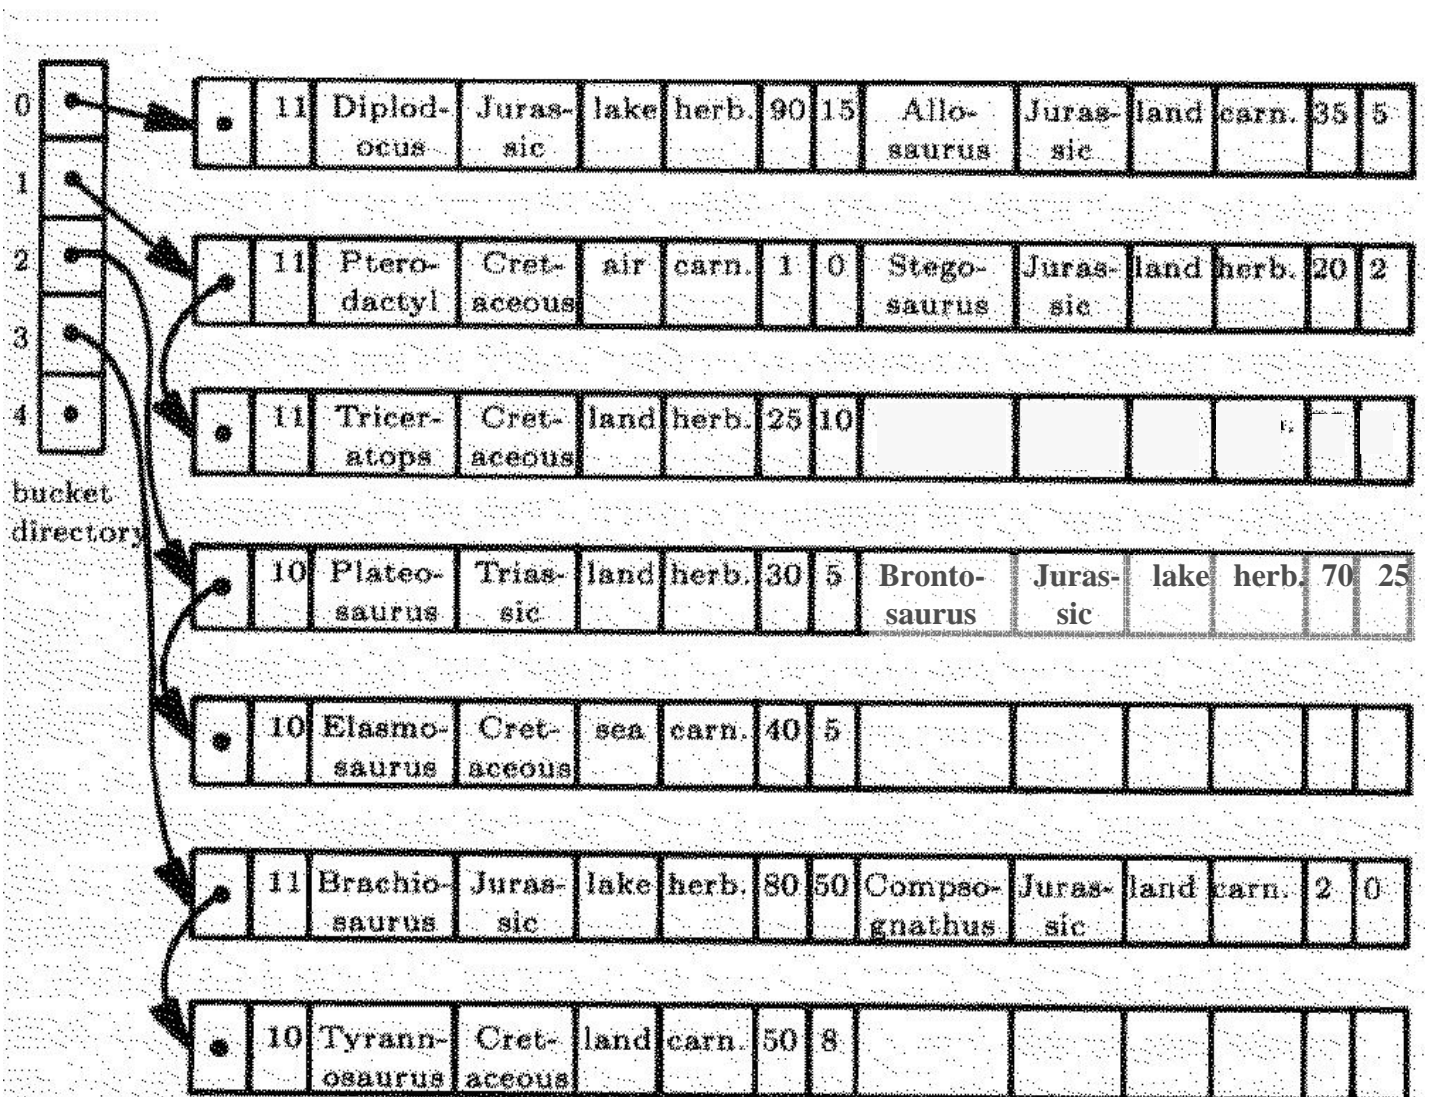 0 11 Diplod- Juras- lake herb. 90 15 Allo- Juras- land carn. 35 5
ocus sic saurus sic
1
2 11 Ptero- Cret- air carn. 1 0 Stego- Juras- land herb. 20 2
dactyl aceous saurus sic
3
4 11 Tricer- Cret- land herb. 25 10
atops aceous
bucket
directory
10 Plateo- Trias- land herb. 30 5 Bronto- Juras- lake herb. 70 25
saurus sic saurus sic
10 Elasmo- Cret- sea carn. 40 5
saurus aceous
11 Brachio- Juras- lake herb. 80 50 Compso- Juras- land carn. 2 0
saurus sic gnathus sic
10 Tyrann- Cret- land carn. 50 8
osaurus aceous